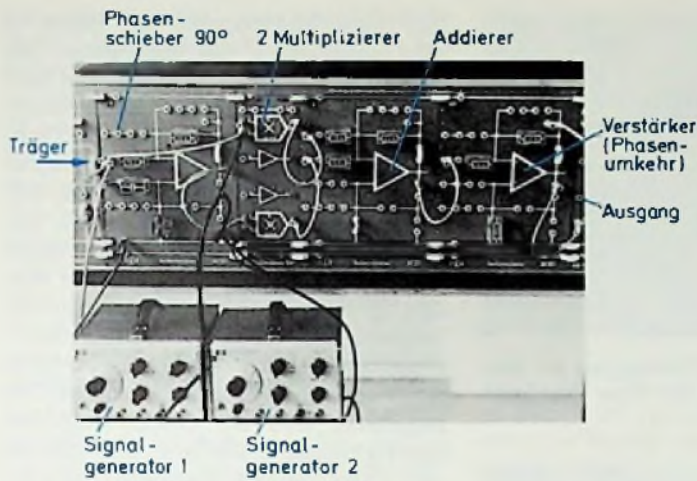 Phasen-
schieber 90°
2 Multiplizierer
Addierer
Träger
Verstärker
(Phasen-
umkehr)
Ausgang
Signal-
generator 1
Signal-
generator 2